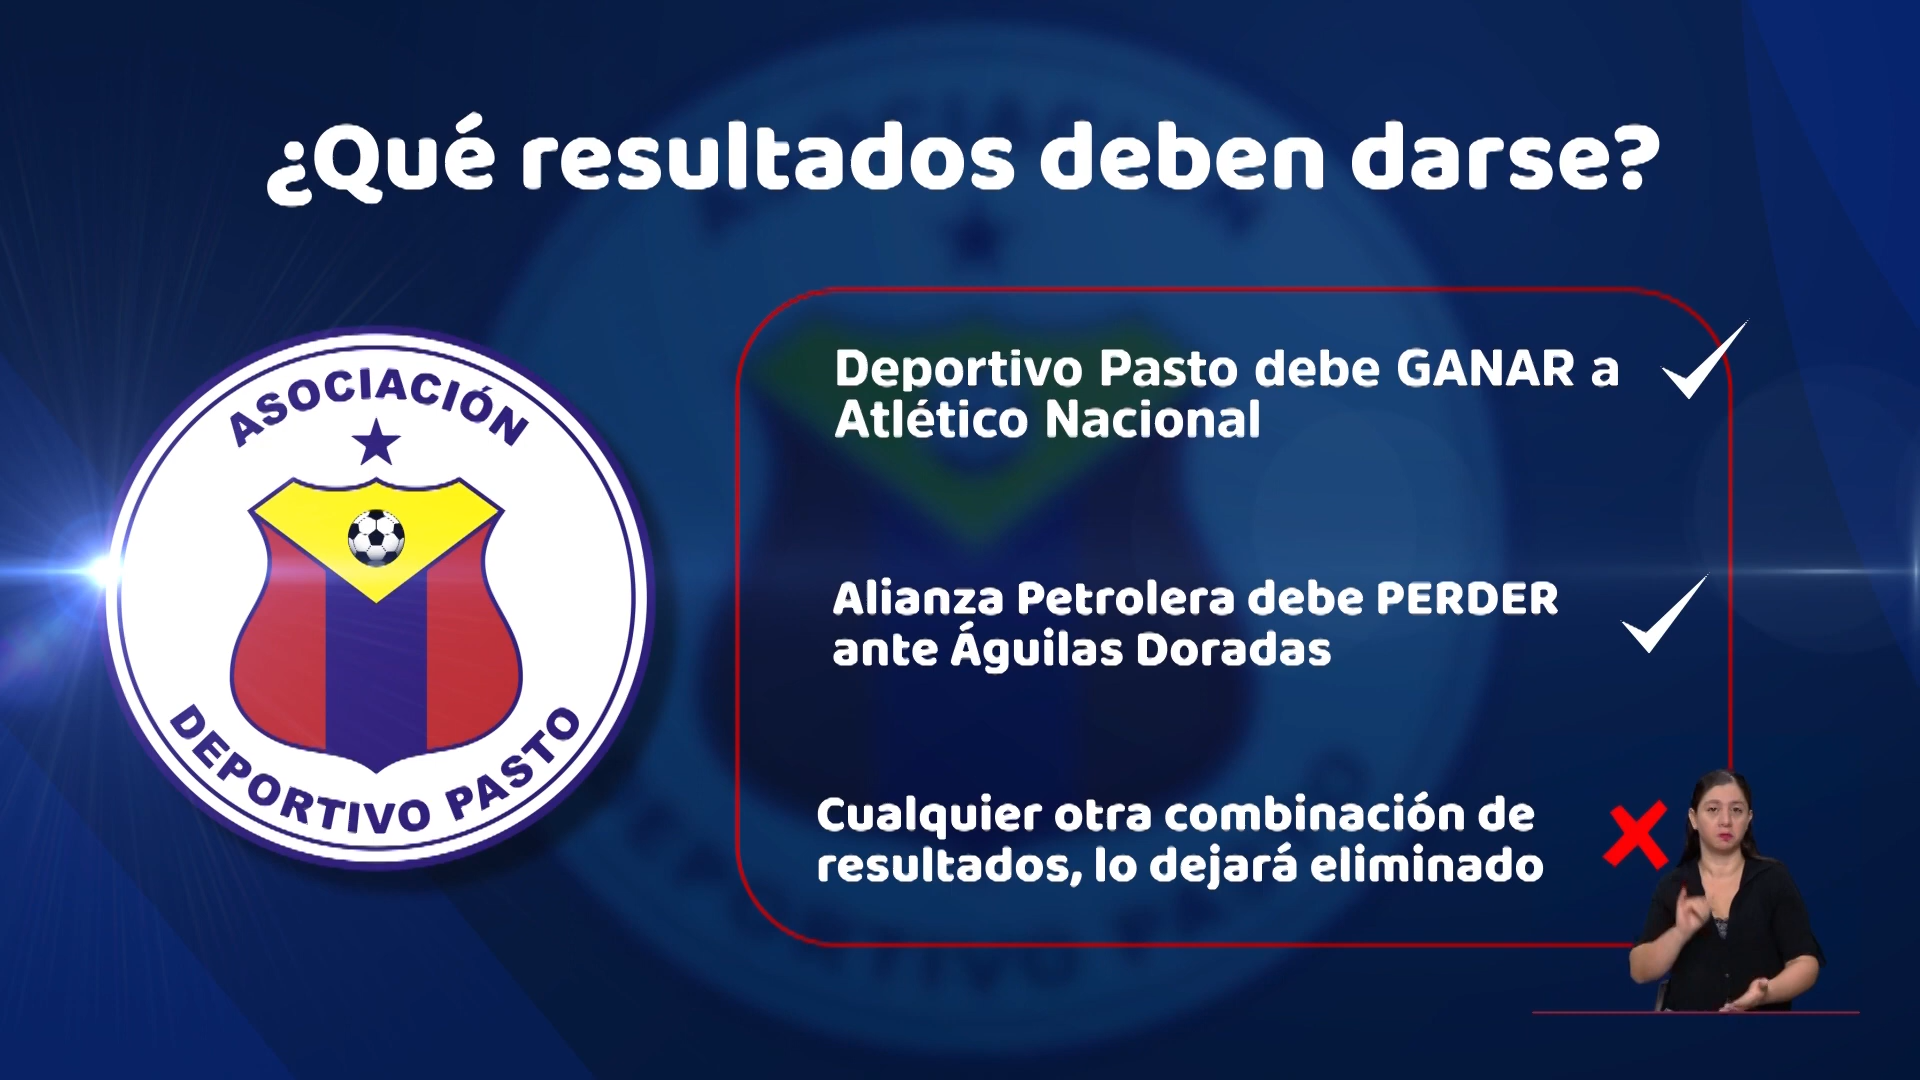 ¿Qué resultados deben darse?
ASOCIACIÓN
DEPORTIVO PASTO
Deportivo Pasto debe GANAR a
Atlético Nacional
Alianza Petrolera debe PERDER
ante Águilas Doradas
Cualquier otra combinación de
resultados, lo dejará eliminado